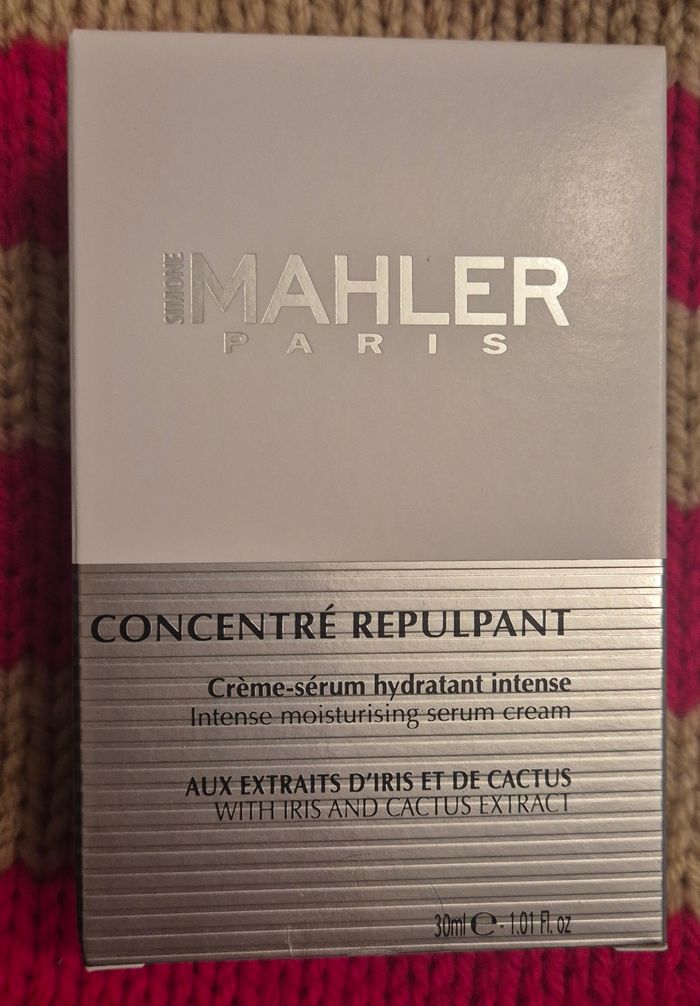 SIMONE
MAHLER
PARIS
CONCENTRÉ REPULPANT
Crème-sérum hydratant intense
Intense moisturising serum cream
AUX EXTRAITS D'IRIS ET DE CACTUS
WITH IRIS AND CACTUS EXTRACT
30ml ℮ - 1.01 Fl. oz